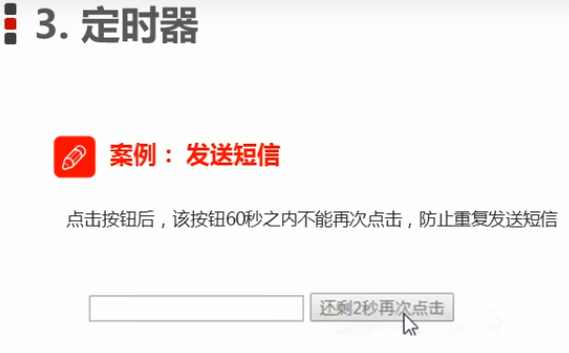 3. 定时器
案例： 发送短信
点击按钮后，该按钮60秒之内不能再次点击，防止重复发送短信
还剩2秒再次点击